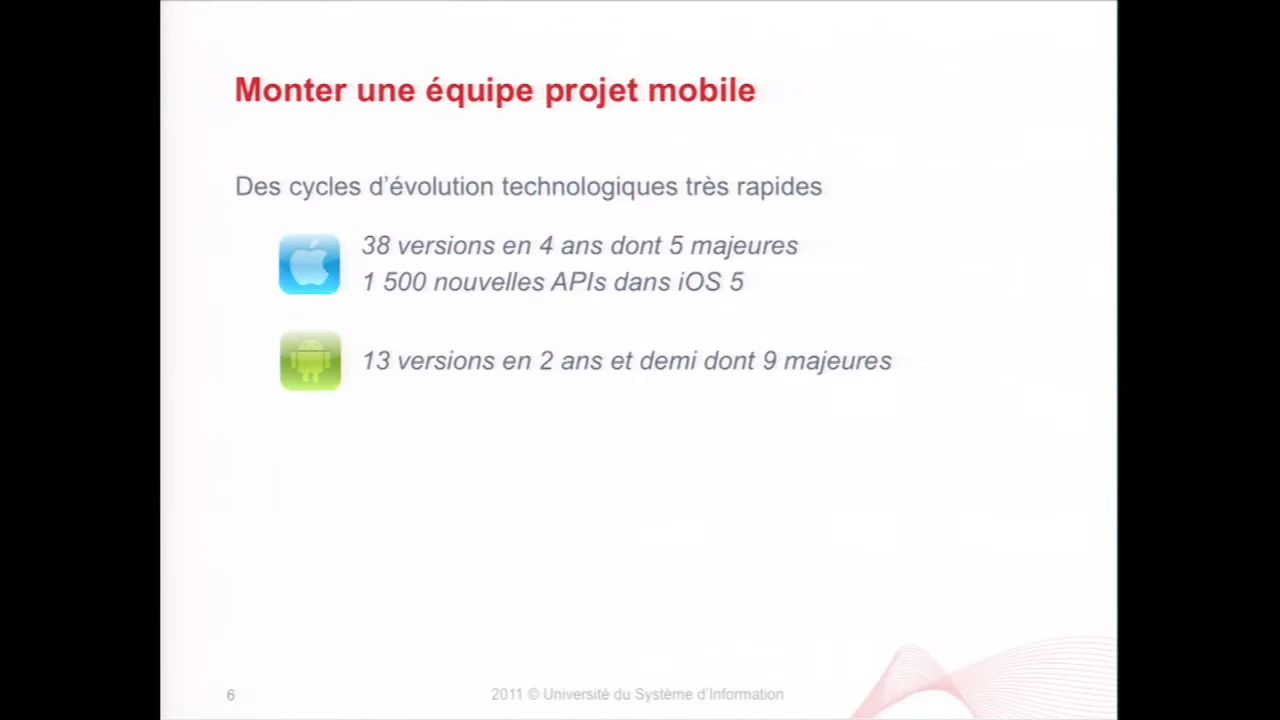 Monter une équipe projet mobile
Des cycles d’évolution technologiques très rapides
38 versions en 4 ans dont 5 majeures
1 500 nouvelles APIs dans iOS 5
13 versions en 2 ans et demi dont 9 majeures
6
2011 © Université du Système d’Information